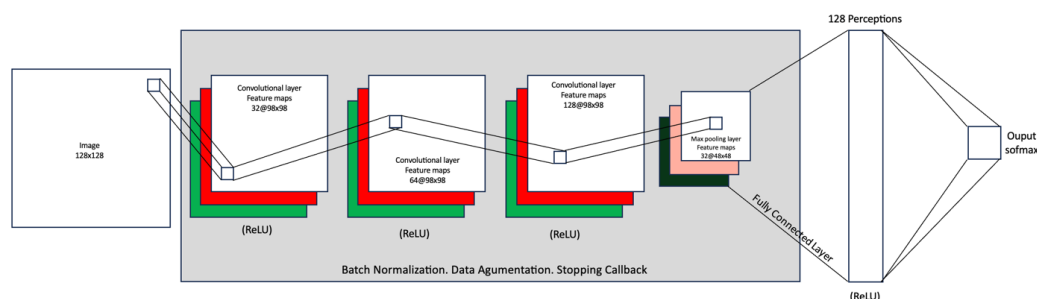 Image
128x128
Convolutional layer
Feature maps
32@98x98
(ReLU)
Convolutional layer
Feature maps
64@98x98
(ReLU)
Convolutional layer
Feature maps
128@98x98
(ReLU)
Max pooling layer
Feature maps
32@48x48
Batch Normalization. Data Agumentation. Stopping Callback
Fully Connected Layer
128 Perceptions
(ReLU)
Ouput
sofmax